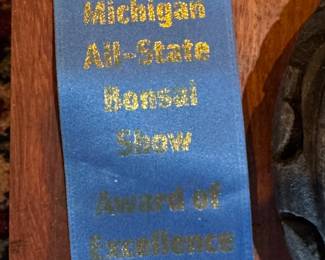 Michigan
All-State
Bonsai
Show
Award of
Excellence